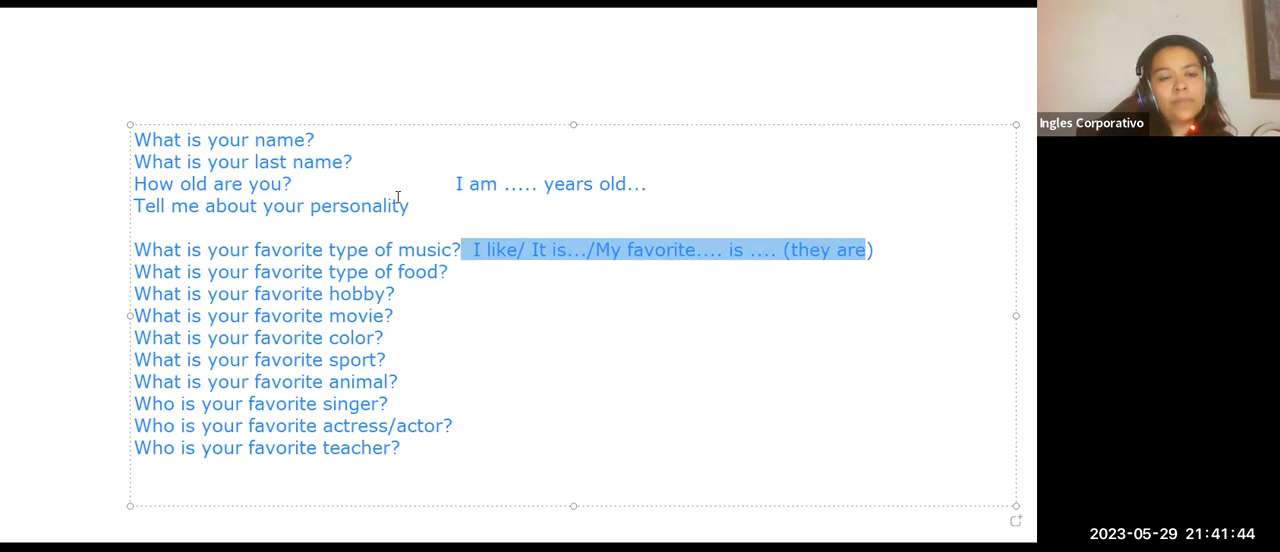 What is your name?
What is your last name?
How old are you? I am ..... years old...
Tell me about your personality
What is your favorite type of music? I like/ It is.../My favorite.... is .... (they are)
What is your favorite type of food?
What is your favorite hobby?
What is your favorite movie?
What is your favorite color?
What is your favorite sport?
What is your favorite animal?
Who is your favorite singer?
Who is your favorite actress/actor?
Who is your favorite teacher?
Ingles Corporativo
2023-05-29 21:41:44